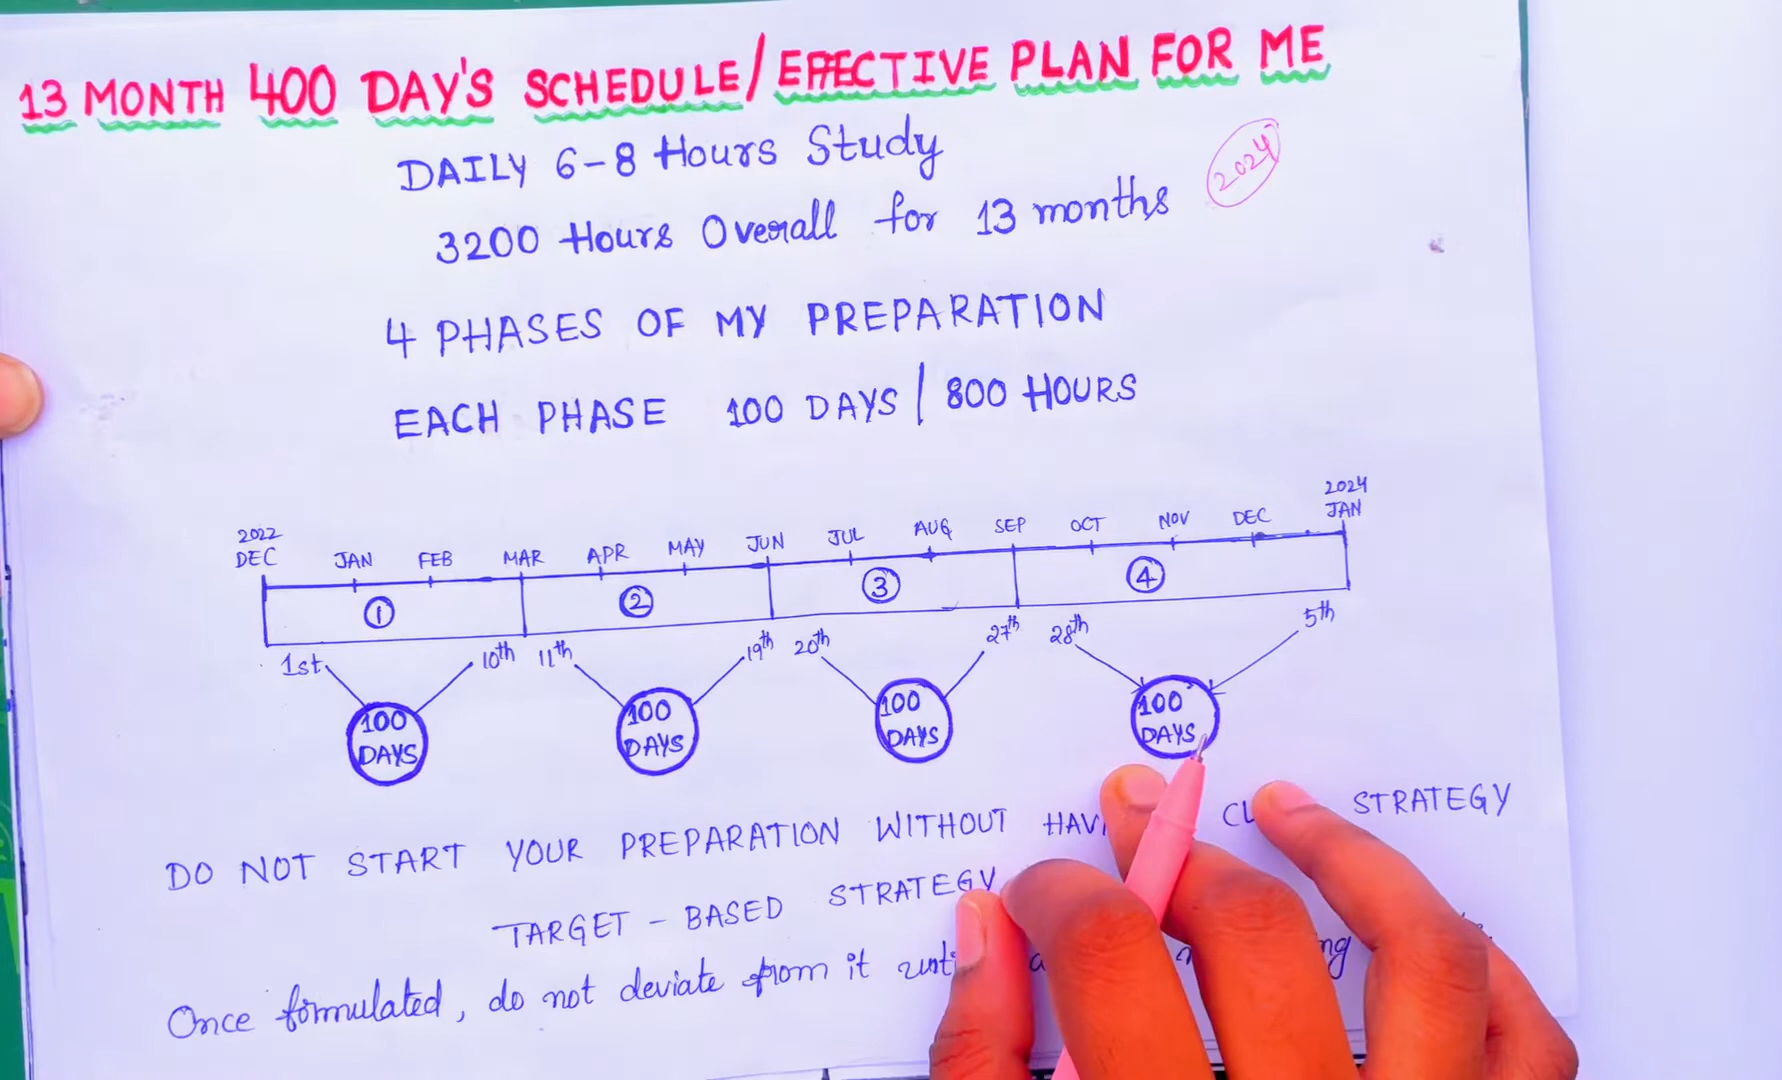 13 MONTH 400 DAY'S SCHEDULE/EFFECTIVE PLAN FOR ME
DAILY 6-8 Hours Study
2024
3200 Hours Overall for 13 months
4 PHASES OF MY PREPARATION
EACH PHASE 100 DAYS / 800 HOURS
2022 2024
DEC JAN FEB MAR APR MAY JUN JUL AUG SEP OCT NOV DEC JAN
1 2 3 4
1st 10th 11th 19th 20th 27th 28th 5th
100 100 100 100
DAYS DAYS DAYS DAYS
DO NOT START YOUR PREPARATION WITHOUT STRATEGY
TARGET - BASED STRATEGY
Once formulated, do not deviate from it